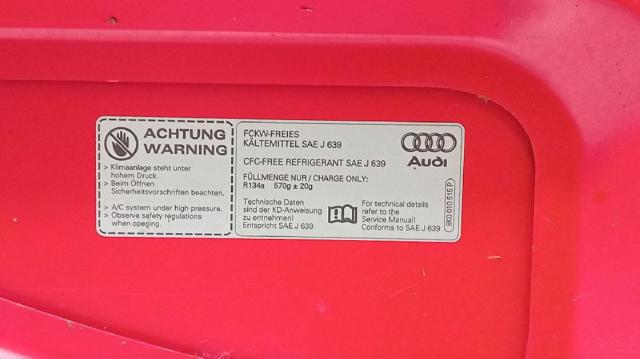 ACHTUNG
WARNING
> Klimaanlage steht unter
hohem Druck.
> Beim Öffnen
Sicherheitsvorschriften beachten.
> A/C system under high pressure.
> Observe safety regulations
when opening.
FCKW-FREIES
KÄLTEMITTEL SAE J 639
CFC-FREE REFRIGERANT SAE J 639
FÜLLMENGE NUR / CHARGE ONLY:
R134a 570g ± 20g
Technische Daten
sind der KD-Anweisung
zu entnehmen!
Entspricht SAE J 639
For technical details
refer to the
Service Manual!
Conforms to SAE J 639
Audi
8K0 010 515 P